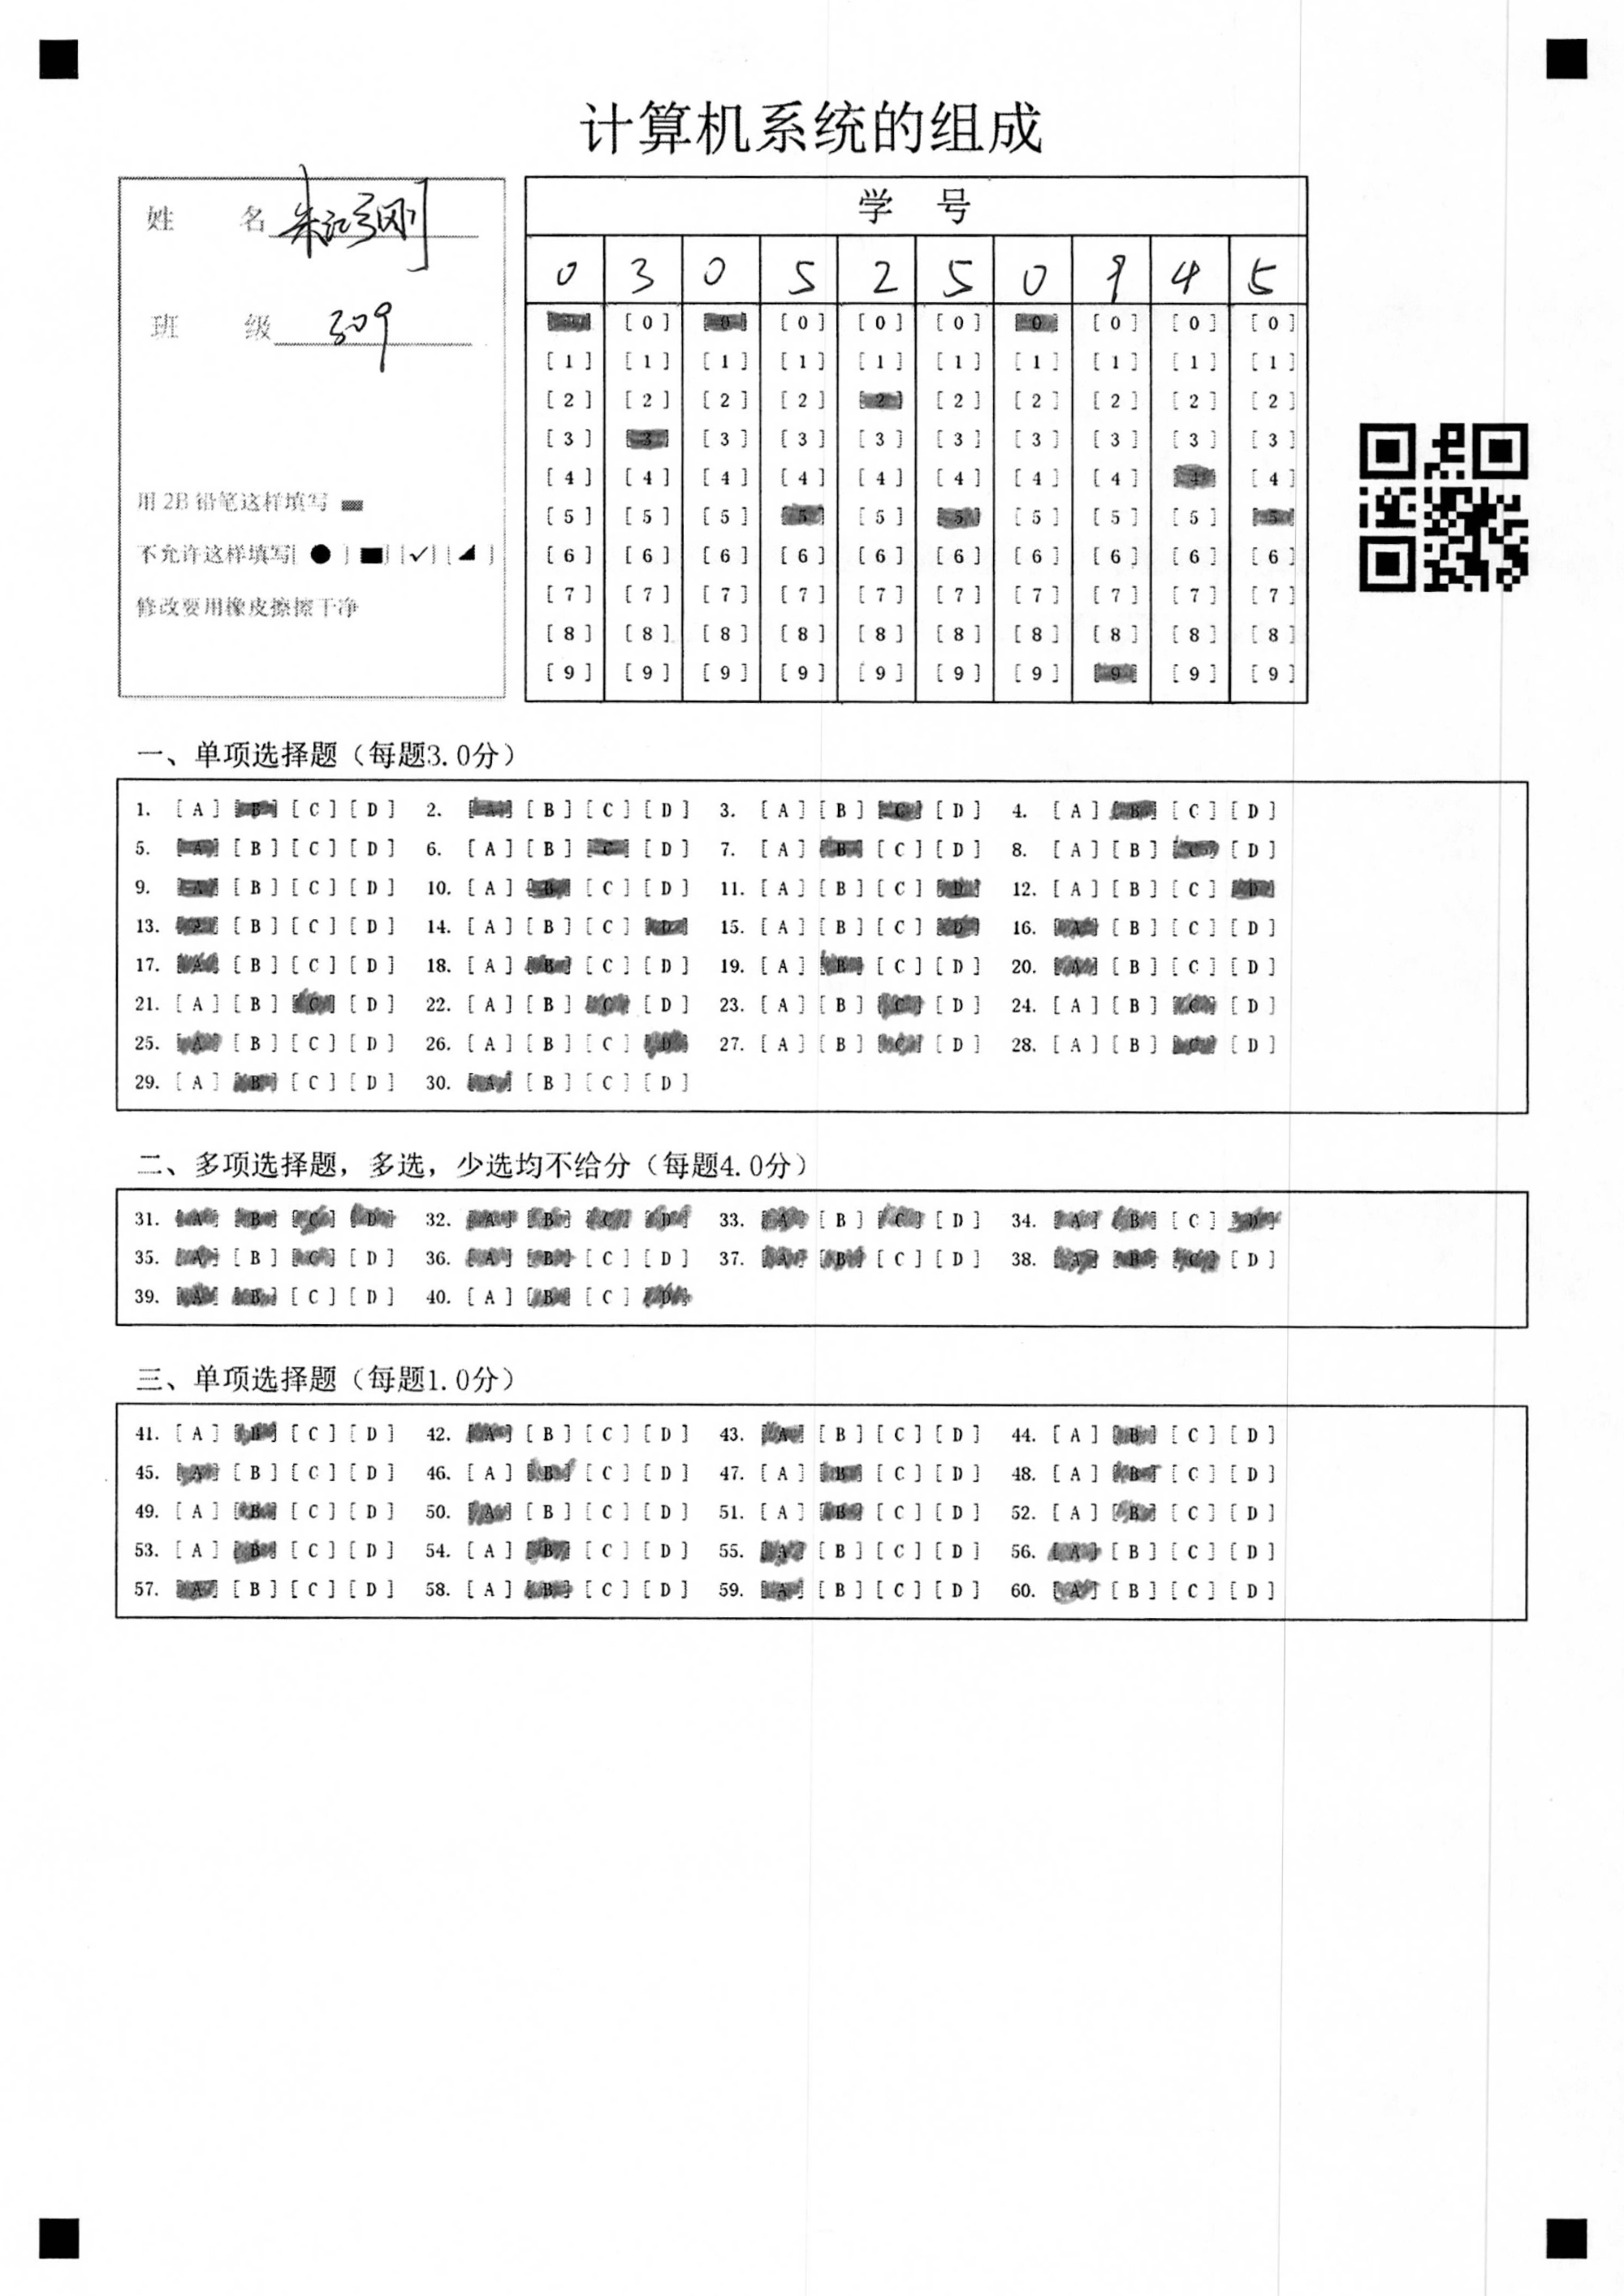 计算机系统的组成
姓 名
班 级 309
用 2B 铅笔这样填写
不允许这样填写[ ● ] [■] [✓] [◢ ]
修改要用橡皮擦擦干净
学 号
0 3 0 5 2 5 0 9 4 5
[0] [0] [0] [0] [0] [0] [0] [0] [0] [0]
[1] [1] [1] [1] [1] [1] [1] [1] [1] [1]
[2] [2] [2] [2] [2] [2] [2] [2] [2] [2]
[3] [3] [3] [3] [3] [3] [3] [3] [3] [3]
[4] [4] [4] [4] [4] [4] [4] [4] [4] [4]
[5] [5] [5] [5] [5] [5] [5] [5] [5] [5]
[6] [6] [6] [6] [6] [6] [6] [6] [6] [6]
[7] [7] [7] [7] [7] [7] [7] [7] [7] [7]
[8] [8] [8] [8] [8] [8] [8] [8] [8] [8]
[9] [9] [9] [9] [9] [9] [9] [9] [9] [9]
一、单项选择题（每题3.0分）
1. [A] [B] [C] [D] 2. [A] [B] [C] [D] 3. [A] [B] [C] [D] 4. [A] [B] [C] [D]
5. [A] [B] [C] [D] 6. [A] [B] [C] [D] 7. [A] [B] [C] [D] 8. [A] [B] [C] [D]
9. [A] [B] [C] [D] 10. [A] [B] [C] [D] 11. [A] [B] [C] [D] 12. [A] [B] [C] [D]
13. [A] [B] [C] [D] 14. [A] [B] [C] [D] 15. [A] [B] [C] [D] 16. [A] [B] [C] [D]
17. [A] [B] [C] [D] 18. [A] [B] [C] [D] 19. [A] [B] [C] [D] 20. [A] [B] [C] [D]
21. [A] [B] [C] [D] 22. [A] [B] [C] [D] 23. [A] [B] [C] [D] 24. [A] [B] [C] [D]
25. [A] [B] [C] [D] 26. [A] [B] [C] [D] 27. [A] [B] [C] [D] 28. [A] [B] [C] [D]
29. [A] [B] [C] [D] 30. [A] [B] [C] [D]
二、多项选择题，多选，少选均不给分（每题4.0分）
31. [A] [B] [C] [D] 32. [A] [B] [C] [D] 33. [A] [B] [C] [D] 34. [A] [B] [C] [D]
35. [A] [B] [C] [D] 36. [A] [B] [C] [D] 37. [A] [B] [C] [D] 38. [A] [B] [C] [D]
39. [A] [B] [C] [D] 40. [A] [B] [C] [D]
三、单项选择题（每题1.0分）
41. [A] [B] [C] [D] 42. [A] [B] [C] [D] 43. [A] [B] [C] [D] 44. [A] [B] [C] [D]
45. [A] [B] [C] [D] 46. [A] [B] [C] [D] 47. [A] [B] [C] [D] 48. [A] [B] [C] [D]
49. [A] [B] [C] [D] 50. [A] [B] [C] [D] 51. [A] [B] [C] [D] 52. [A] [B] [C] [D]
53. [A] [B] [C] [D] 54. [A] [B] [C] [D] 55. [A] [B] [C] [D] 56. [A] [B] [C] [D]
57. [A] [B] [C] [D] 58. [A] [B] [C] [D] 59. [A] [B] [C] [D] 60. [A] [B] [C] [D]